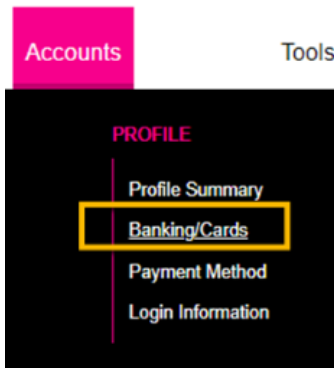 Accounts Tools
PROFILE
Profile Summary
Banking/Cards
Payment Method
Login Information